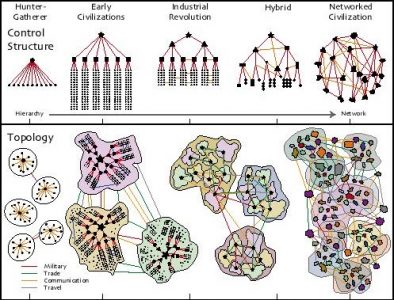 Hunter-
Gatherer
Early
Civilizations
Industrial
Revolution
Hybrid
Networked
Civilization
Control
Structure
Hierarchy
Network
Topology
Military
Trade
Communication
Travel